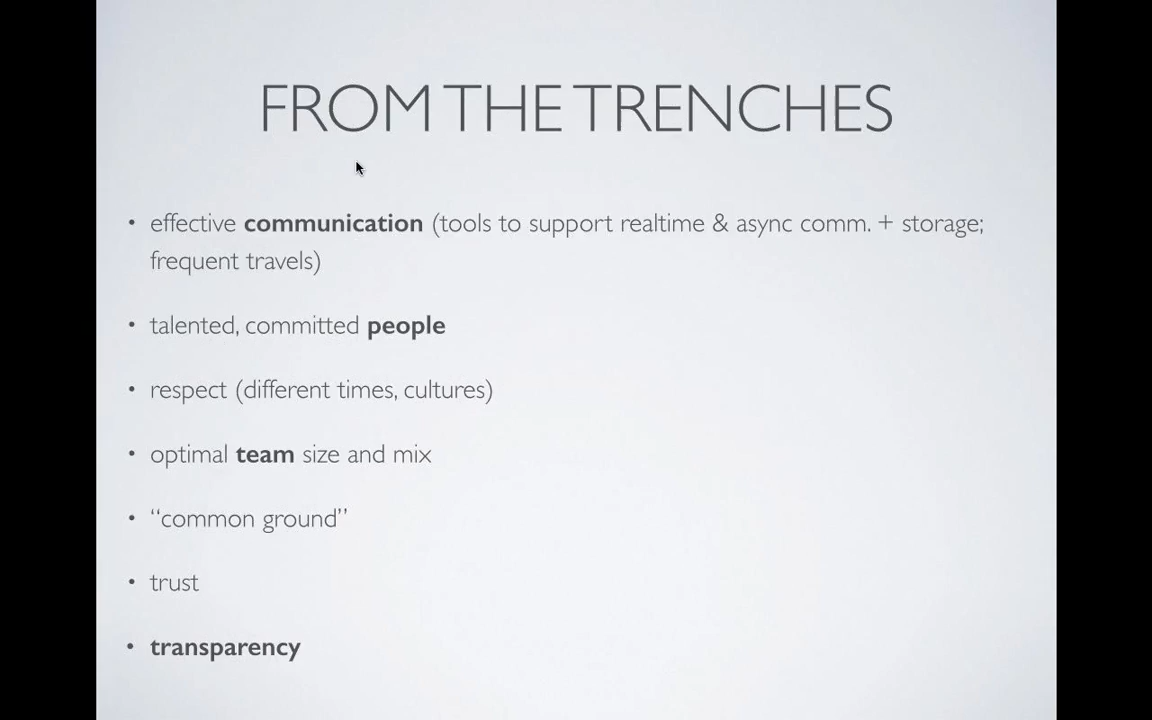 FROM THE TRENCHES
• effective communication (tools to support realtime & async comm. + storage;
frequent travels)
• talented, committed people
• respect (different times, cultures)
• optimal team size and mix
• “common ground”
• trust
• transparency